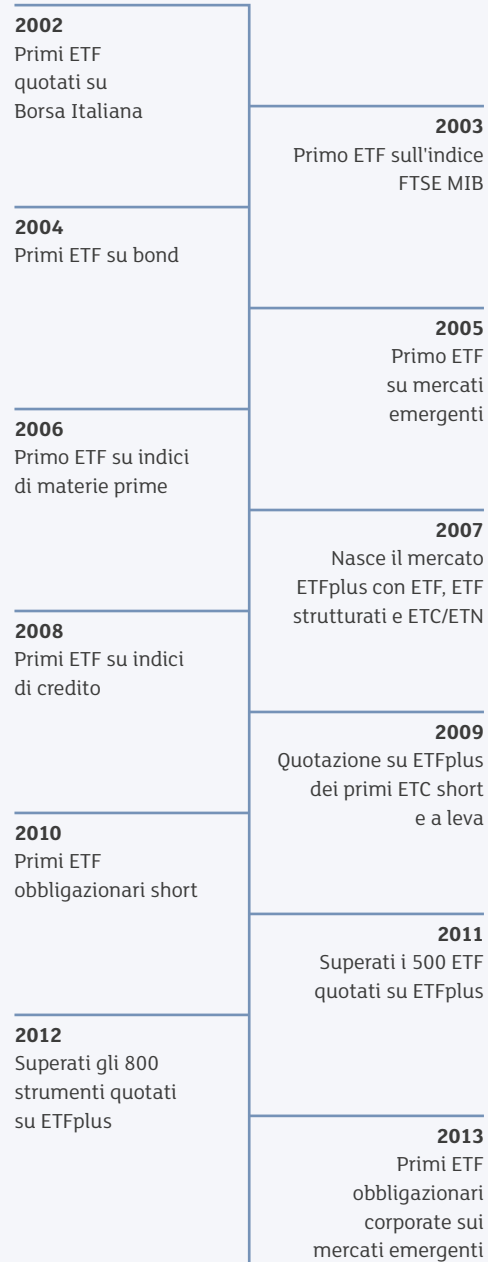 2002
Primi ETF
quotati su
Borsa Italiana
2003
Primo ETF sull'indice
FTSE MIB
2004
Primi ETF su bond
2005
Primo ETF
su mercati
emergenti
2006
Primo ETF su indici
di materie prime
2007
Nasce il mercato
ETFplus con ETF, ETF
strutturati e ETC/ETN
2008
Primi ETF su indici
di credito
2009
Quotazione su ETFplus
dei primi ETC short
e a leva
2010
Primi ETF
obbligazionari short
2011
Superati i 500 ETF
quotati su ETFplus
2012
Superati gli 800
strumenti quotati
su ETFplus
2013
Primi ETF
obbligazionari
corporate sui
mercati emergenti